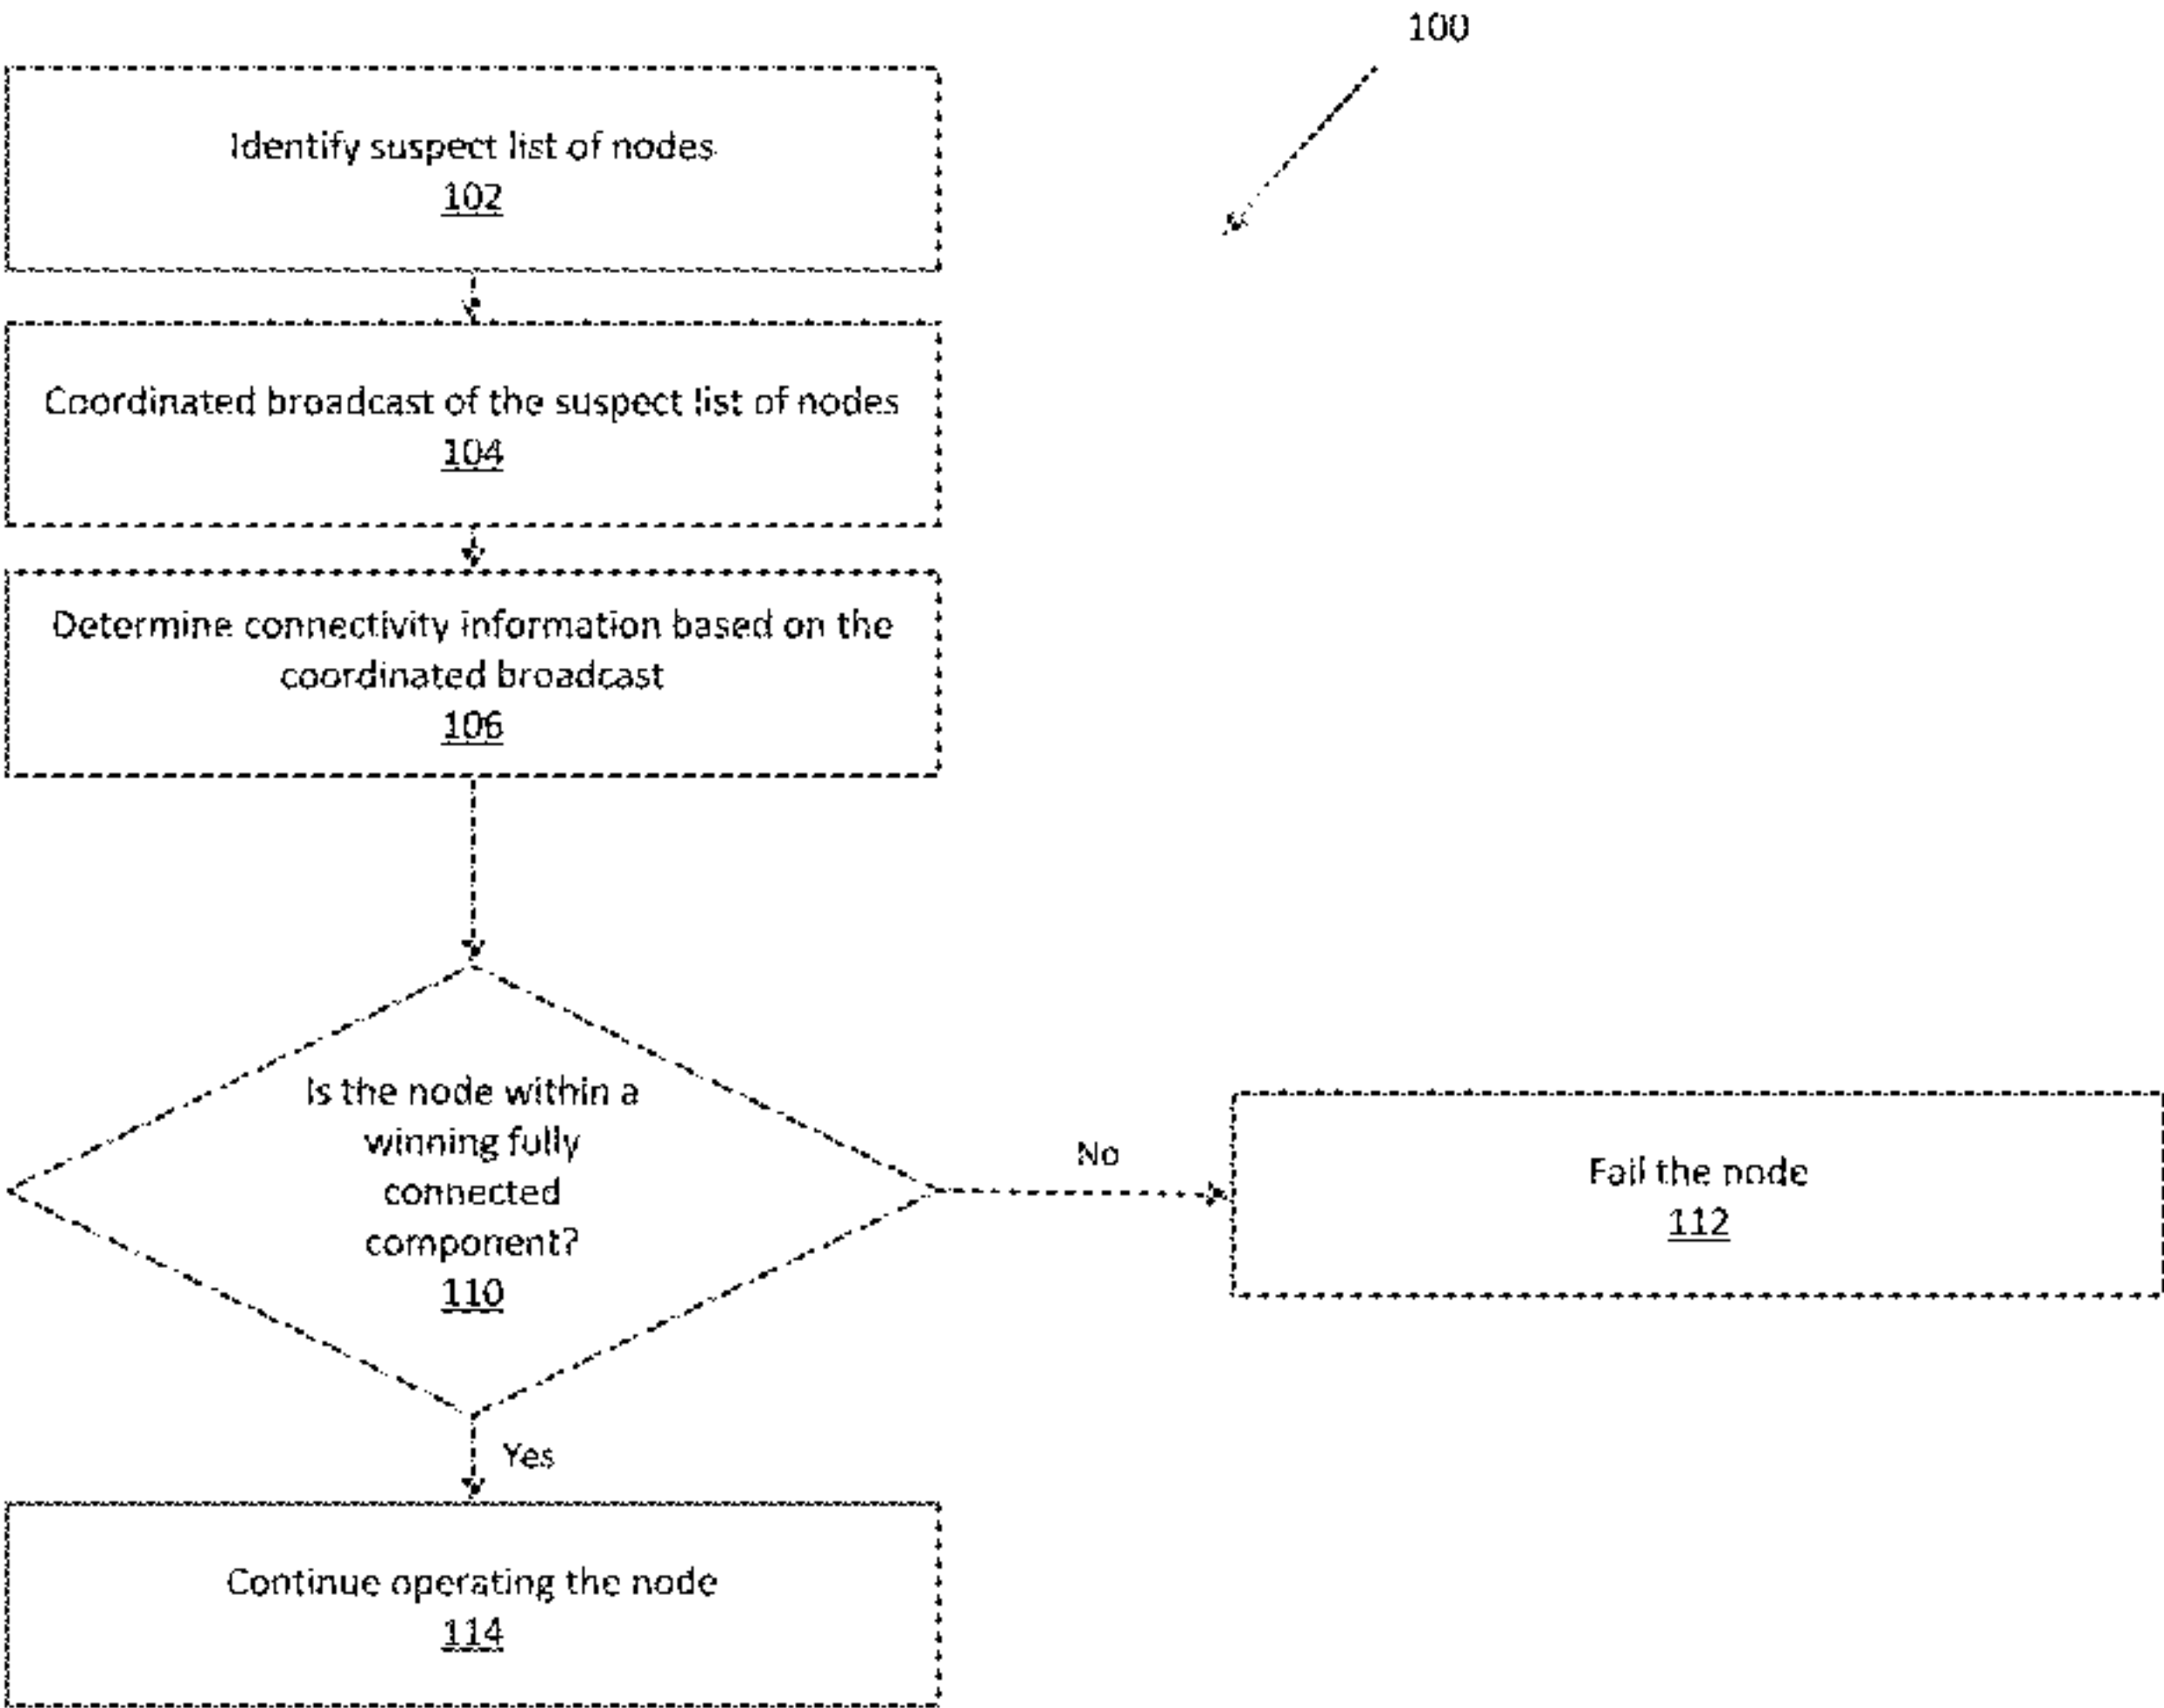 100
Identify suspect list of nodes
102
Coordinated broadcast of the suspect list of nodes
104
Determine connectivity information based on the
coordinated broadcast
106
Is the node within a
winning fully
connected
component?
110
No
Fail the node
112
Yes
Continue operating the node
114